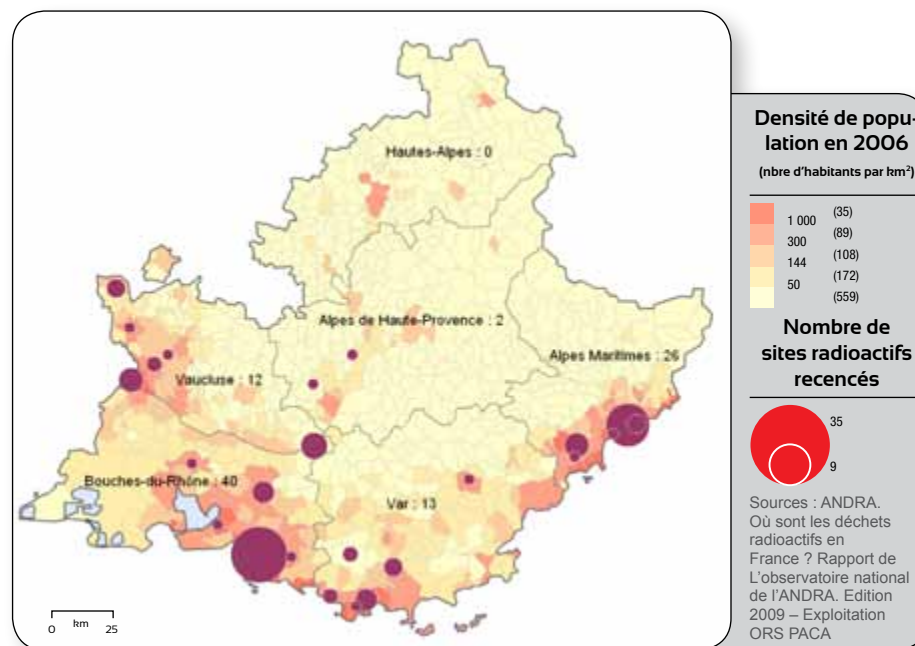 Hautes-Alpes : 0
Alpes de Haute-Provence : 2
Alpes Maritimes : 26
Vaucluse : 12
Bouches-du-Rhône : 40
Var : 13
km
0 25
Densité de popu-
lation en 2006
(nbre d'habitants par km²)
1 000 (35)
300 (89)
144 (108)
50 (172)
(559)
Nombre de
sites radioactifs
recencés
35
9
Sources : ANDRA.
Où sont les déchets
radioactifs en
France ? Rapport de
L'observatoire national
de l'ANDRA. Edition
2009 – Exploitation
ORS PACA